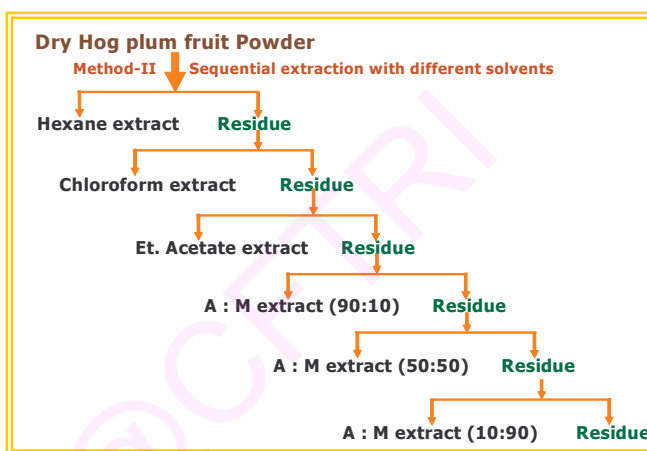 Dry Hog plum fruit Powder
Method-II Sequential extraction with different solvents
Hexane extract Residue
Chloroform extract Residue
Et. Acetate extract Residue
A : M extract (90:10) Residue
A : M extract (50:50) Residue
A : M extract (10:90) Residue
@CFTRI